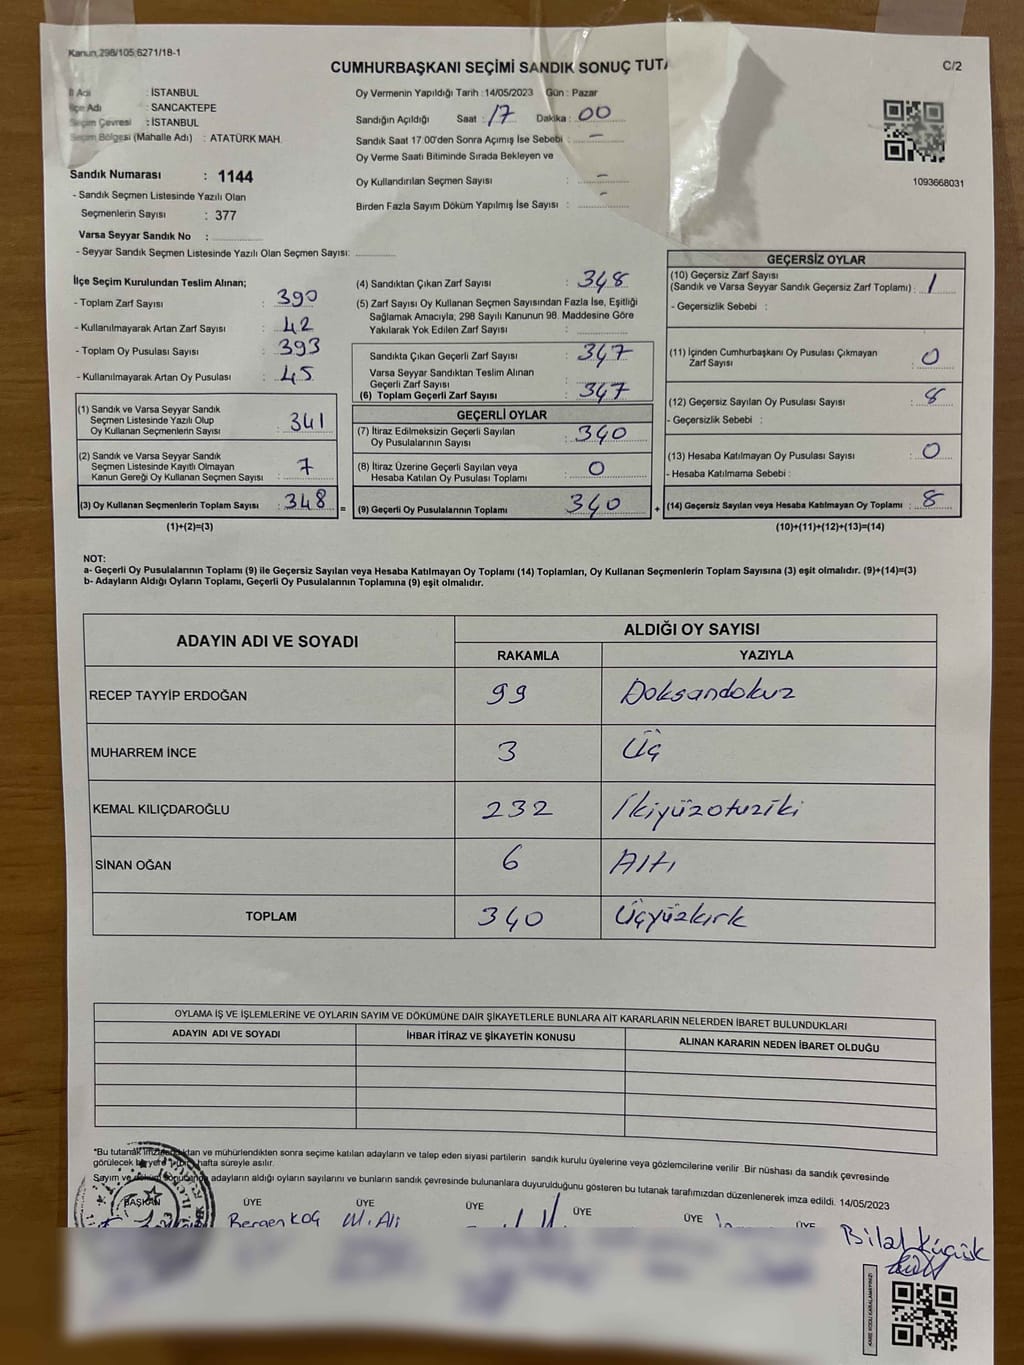 Kanun 298/105 6271/18-1
CUMHURBAŞKANI SEÇİMİ SANDIK SONUÇ TUTA
C/2
İl Adı : İSTANBUL
İlçe Adı : SANCAKTEPE
Seçim Çevresi : İSTANBUL
Seçim Bölgesi (Mahalle Adı) : ATATÜRK MAH.
Sandık Numarası : 1144
- Sandık Seçmen Listesinde Yazılı Olan
Seçmenlerin Sayısı : 377
Varsa Seyyar Sandık No :
- Seyyar Sandık Seçmen Listesinde Yazılı Olan Seçmen Sayısı:
Oy Vermenin Yapıldığı Tarih : 14/05/2023 Gün : Pazar
Sandığın Açıldığı Saat : 17 Dakika : 00
Sandık Saat 17.00'den Sonra Açımış İse Sebebi : -
Oy Verme Saati Bitiminde Sırada Bekleyen ve
Oy Kullandırılan Seçmen Sayısı : -
Birden Fazla Sayım Döküm Yapılmış İse Sayısı : -
1093668031
İlçe Seçim Kurulundan Teslim Alınan;
- Toplam Zarf Sayısı : 390
- Kullanılmayarak Artan Zarf Sayısı : 42
- Toplam Oy Pusulası Sayısı : 393
- Kullanılmayarak Artan Oy Pusulası : 45
(1) Sandık ve Varsa Seyyar Sandık
Seçmen Listesinde Yazılı Olup
Oy Kullanan Seçmenlerin Sayısı : 341
(2) Sandık ve Varsa Seyyar Sandık
Seçmen Listesinde Kayıtlı Olmayan
Kanun Gereği Oy Kullanan Seçmen Sayısı : 7
(3) Oy Kullanan Seçmenlerin Toplam Sayısı : 348 =
(1)+(2)=(3)
(4) Sandıktan Çıkan Zarf Sayısı : 348
(5) Zarf Sayısı Oy Kullanan Seçmen Sayısından Fazla İse, Eşitliği
Sağlamak Amacıyla, 298 Sayılı Kanunun 98. Maddesine Göre
Yakılarak Yok Edilen Zarf Sayısı :
Sandıkta Çıkan Geçerli Zarf Sayısı : 347
Varsa Seyyar Sandıktan Teslim Alınan
Geçerli Zarf Sayısı :
(6) Toplam Geçerli Zarf Sayısı : 347
GEÇERLİ OYLAR
(7) İtiraz Edilmeksizin Geçerli Sayılan
Oy Pusulalarının Sayısı : 340
(8) İtiraz Üzerine Geçerli Sayılan veya
Hesaba Katılan Oy Pusulası Toplamı : 0
(9) Geçerli Oy Pusulalarının Toplamı : 340 +
GEÇERSİZ OYLAR
(10) Geçersiz Zarf Sayısı
(Sandık ve Varsa Seyyar Sandık Geçersiz Zarf Toplamı) : 1
- Geçersizlik Sebebi :
(11) İçinden Cumhurbaşkanı Oy Pusulası Çıkmayan
Zarf Sayısı : 0
(12) Geçersiz Sayılan Oy Pusulası Sayısı : 8
- Geçersizlik Sebebi :
(13) Hesaba Katılmayan Oy Pusulası Sayısı : 0
- Hesaba Katılmama Sebebi :
(14) Geçersiz Sayılan veya Hesaba Katılmayan Oy Toplamı : 8
(10)+(11)+(12)+(13)=(14)
NOT:
a- Geçerli Oy Pusulalarının Toplamı (9) ile Geçersiz Sayılan veya Hesaba Katılmayan Oy Toplamı (14) Toplamları, Oy Kullanan Seçmenlerin Toplam Sayısına (3) eşit olmalıdır. (9)+(14)=(3)
b- Adayların Aldığı Oyların Toplamı, Geçerli Oy Pusulalarının Toplamına (9) eşit olmalıdır.
ADAYIN ADI VE SOYADI
ALDIĞI OY SAYISI
RAKAMLA YAZIYLA
RECEP TAYYİP ERDOĞAN 99 Doksandokuz
MUHARREM İNCE 3 Üç
KEMAL KILIÇDAROĞLU 232 İkiyüzotuziki
SİNAN OĞAN 6 Altı
TOPLAM 340 Üçyüzkırk
OYLAMA İŞ VE İŞLEMLERİNE VE OYLARIN SAYIM VE DÖKÜMÜNE DAİR ŞİKAYETLERLE BUNLARA AİT KARARLARIN NELERDEN İBARET BULUNDUKLARI
ADAYIN ADI VE SOYADI İHBAR İTİRAZ VE ŞİKAYETİN KONUSU ALINAN KARARIN NEDEN İBARET OLDUĞU
*Bu tutanak ve mühürlendikten sonra seçime katılan adayların ve talep eden siyasi partilerin sandık kurulu üyelerine veya gözlemcilerine verilir .Bir nüshası da sandık çevresinde
görülecek bir yere hafta süreyle asılır.
Sayım ve adayların aldığı oyların sayılarını ve bunların sandık çevresinde bulunanlara duyurulduğunu gösteren bu tutanak tarafımızdan düzenlenerek imza edildi. 14/05/2023
BAŞKAN ÜYE ÜYE ÜYE ÜYE ÜYE ÜYE
M. Ali
Bilal Küçük